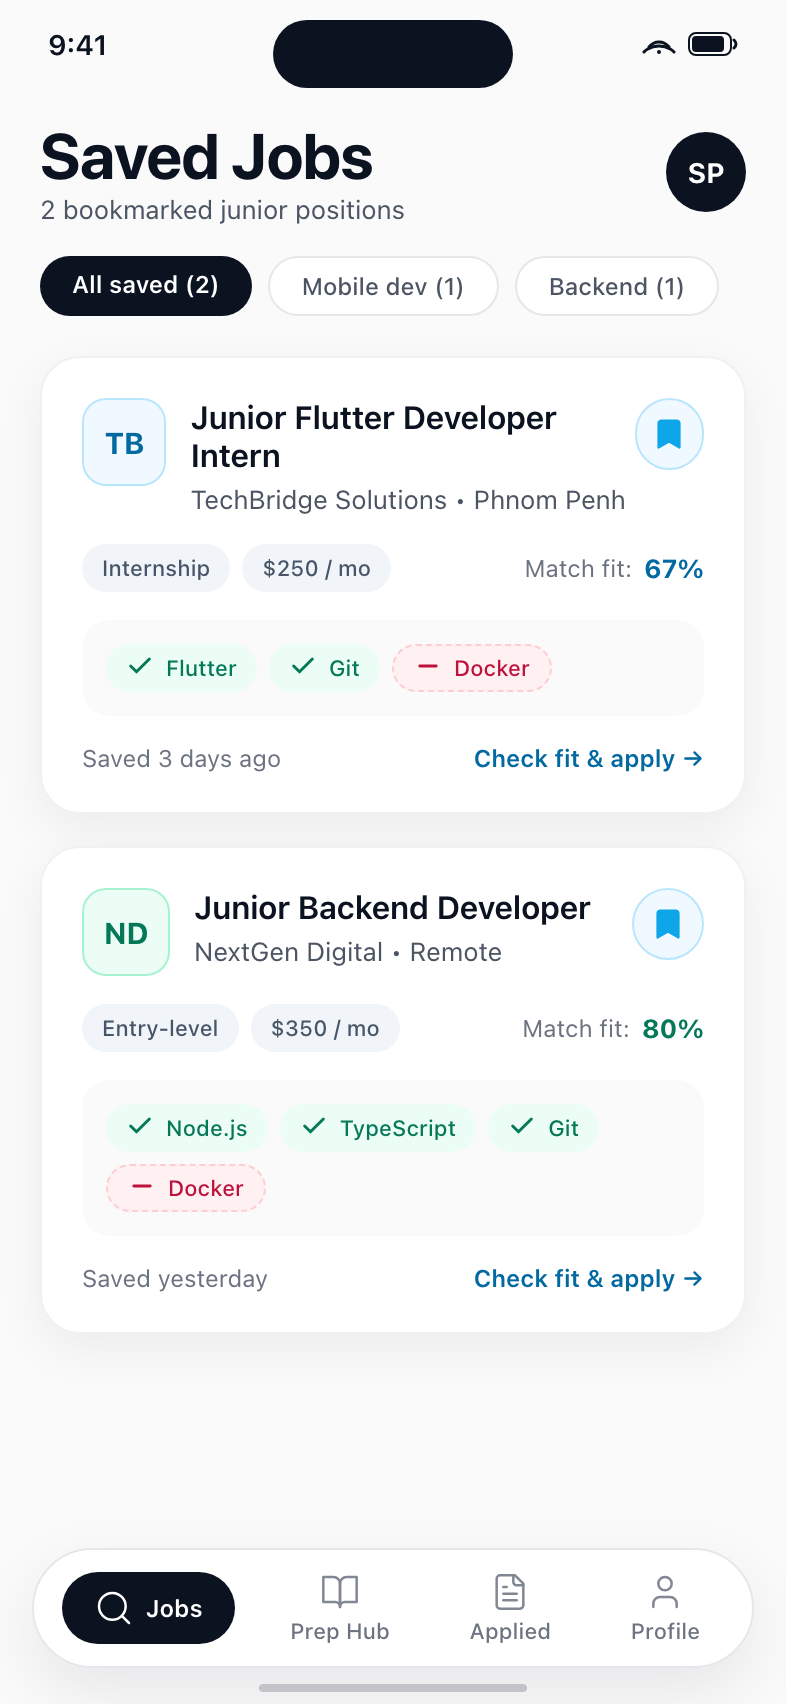 9:41
Saved Jobs
SP
2 bookmarked junior positions
All saved (2) Mobile dev (1) Backend (1)
TB
Junior Flutter Developer
Intern
TechBridge Solutions • Phnom Penh
Internship $250 / mo Match fit: 67%
Flutter Git Docker
Saved 3 days ago Check fit & apply →
ND
Junior Backend Developer
NextGen Digital • Remote
Entry-level $350 / mo Match fit: 80%
Node.js TypeScript Git
Docker
Saved yesterday Check fit & apply →
Jobs Prep Hub Applied Profile